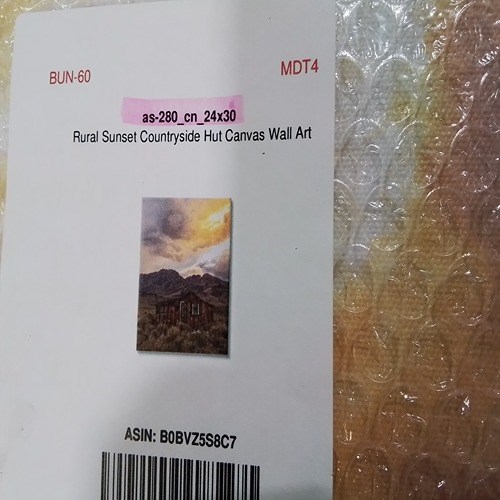 BUN-60 MDT4
as-280_cn_24x30
Rural Sunset Countryside Hut Canvas Wall Art
ASIN: B0BVZ5S8C7